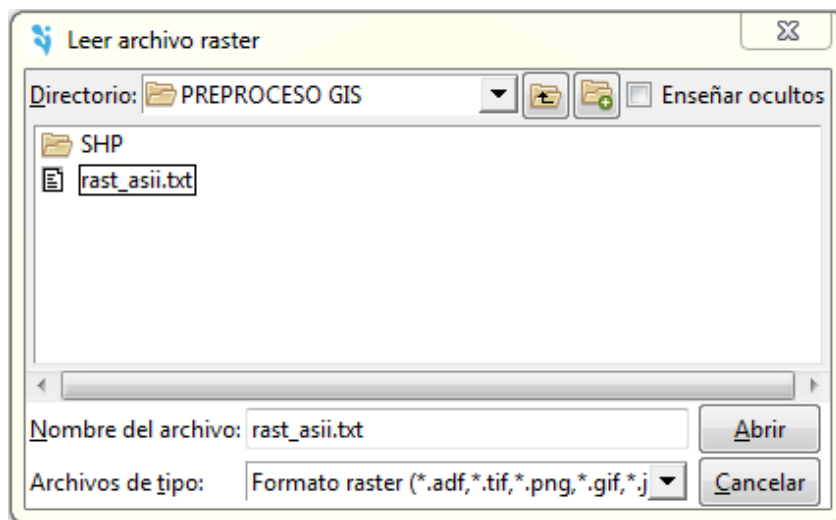 Leer archivo raster
Directorio: PREPROCESO GIS Enseñar ocultos
SHP
rast_asii.txt
Nombre del archivo: rast_asii.txt Abrir
Archivos de tipo: Formato raster (*.adf,*.tif,*.png,*.gif,*.j Cancelar